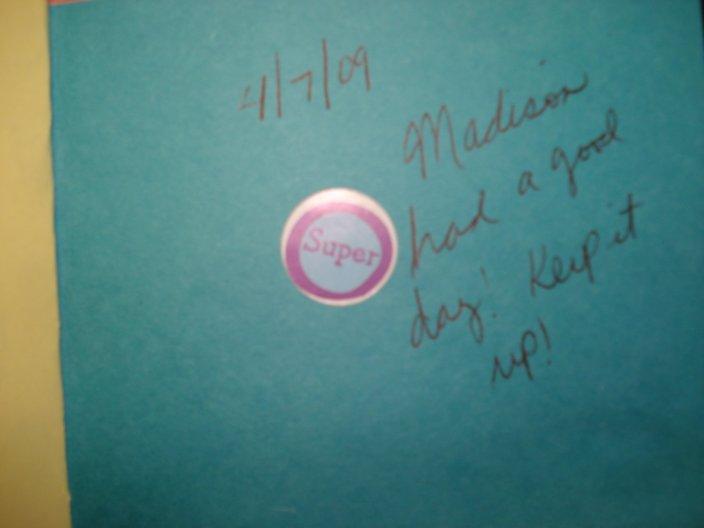 4/7/09
Madison
had a good
day! Keep it
up!
Super